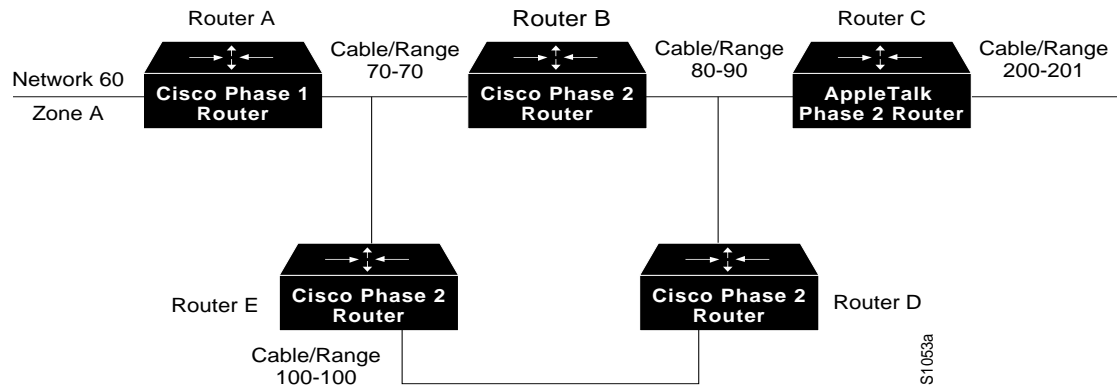 Router A
Router B
Router C
Network 60
Zone A
Cisco Phase 1
Router
Cable/Range
70-70
Cisco Phase 2
Router
Cable/Range
80-90
AppleTalk
Phase 2 Router
Cable/Range
200-201
Router E
Cisco Phase 2
Router
Cisco Phase 2
Router
Router D
Cable/Range
100-100
S1053a